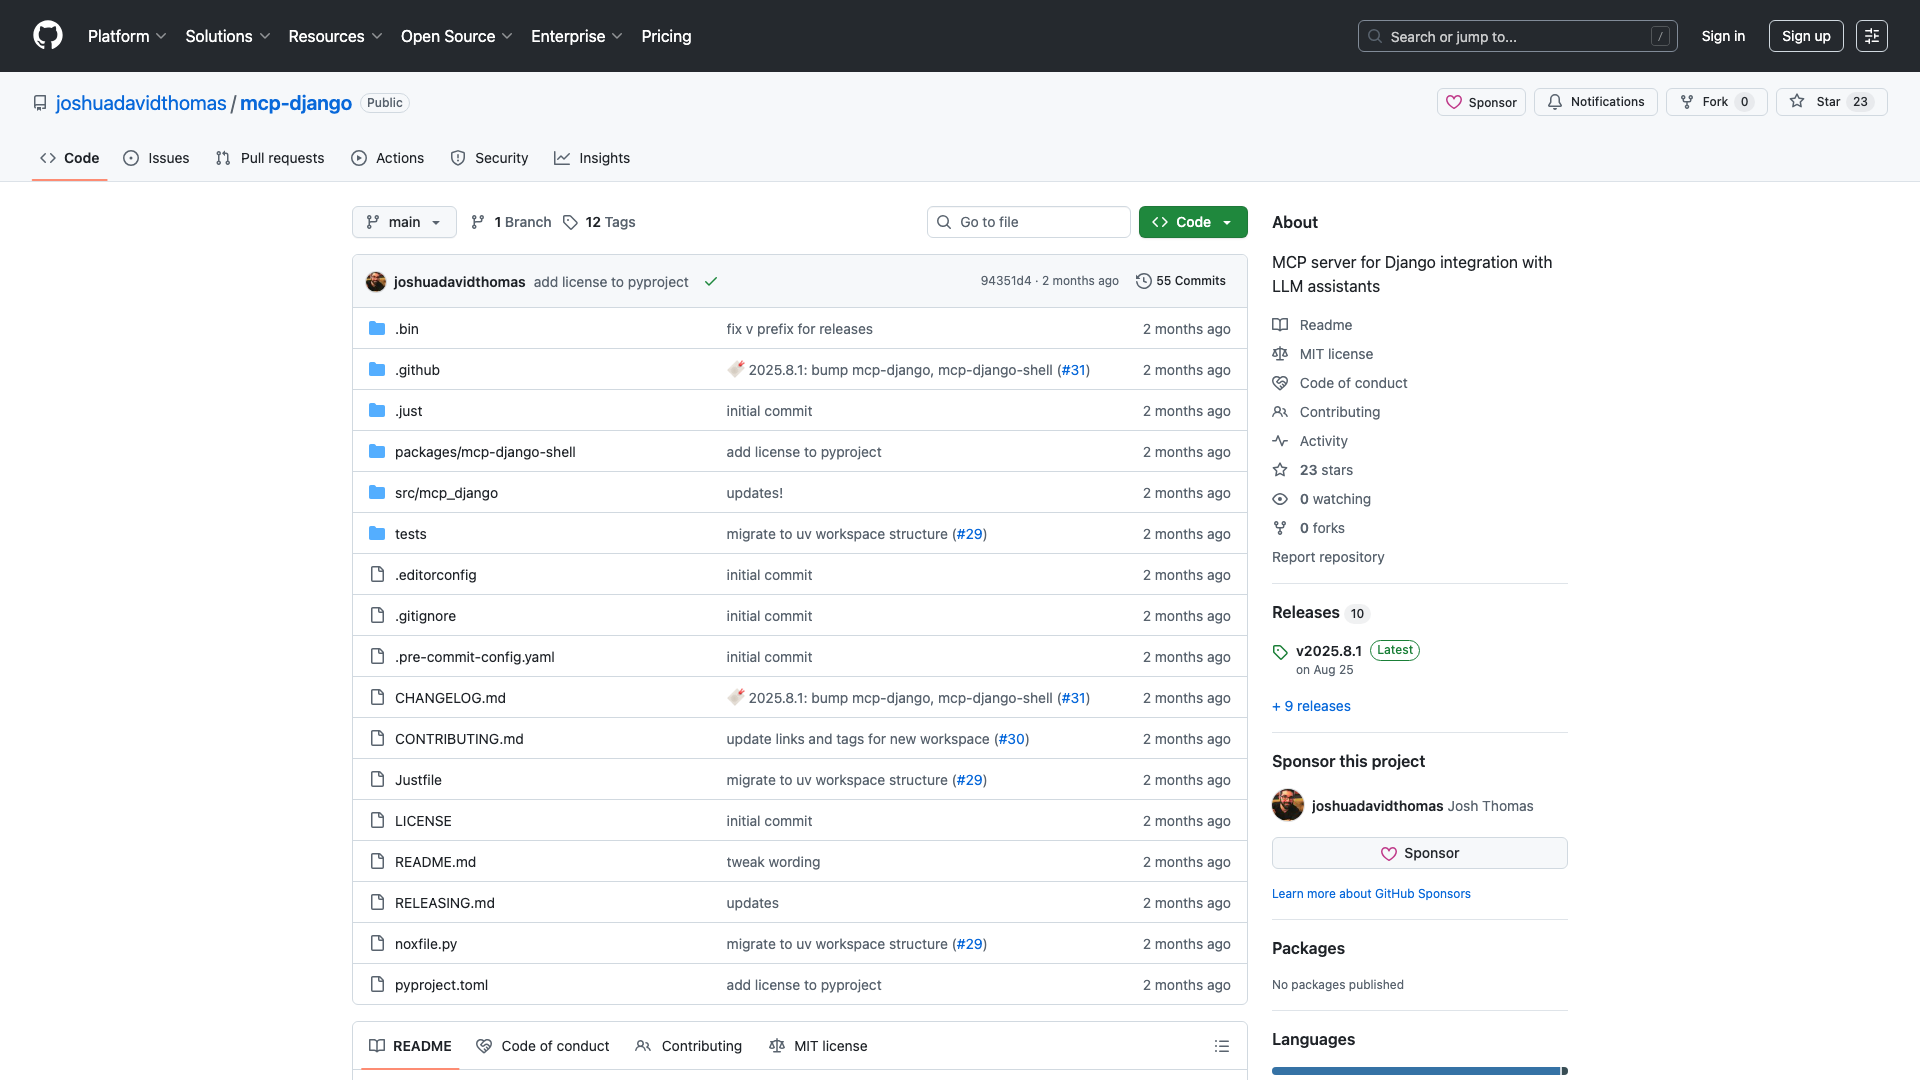 Platform Solutions Resources Open Source Enterprise Pricing Search or jump to... / Sign in Sign up
joshuadavidthomas / mcp-django Public Sponsor Notifications Fork 0 Star 23
Code Issues Pull requests Actions Security Insights
main 1 Branch 12 Tags Go to file Code
joshuadavidthomas add license to pyproject 94351d4 · 2 months ago 55 Commits
.bin fix v prefix for releases 2 months ago
.github 2025.8.1: bump mcp-django, mcp-django-shell (#31) 2 months ago
.just initial commit 2 months ago
packages/mcp-django-shell add license to pyproject 2 months ago
src/mcp_django updates! 2 months ago
tests migrate to uv workspace structure (#29) 2 months ago
.editorconfig initial commit 2 months ago
.gitignore initial commit 2 months ago
.pre-commit-config.yaml initial commit 2 months ago
CHANGELOG.md 2025.8.1: bump mcp-django, mcp-django-shell (#31) 2 months ago
CONTRIBUTING.md update links and tags for new workspace (#30) 2 months ago
Justfile migrate to uv workspace structure (#29) 2 months ago
LICENSE initial commit 2 months ago
README.md tweak wording 2 months ago
RELEASING.md updates 2 months ago
noxfile.py migrate to uv workspace structure (#29) 2 months ago
pyproject.toml add license to pyproject 2 months ago
README Code of conduct Contributing MIT license
About
MCP server for Django integration with
LLM assistants
Readme
MIT license
Code of conduct
Contributing
Activity
23 stars
0 watching
0 forks
Report repository
Releases 10
v2025.8.1 Latest
on Aug 25
+ 9 releases
Sponsor this project
joshuadavidthomas Josh Thomas
Sponsor
Learn more about GitHub Sponsors
Packages
No packages published
Languages